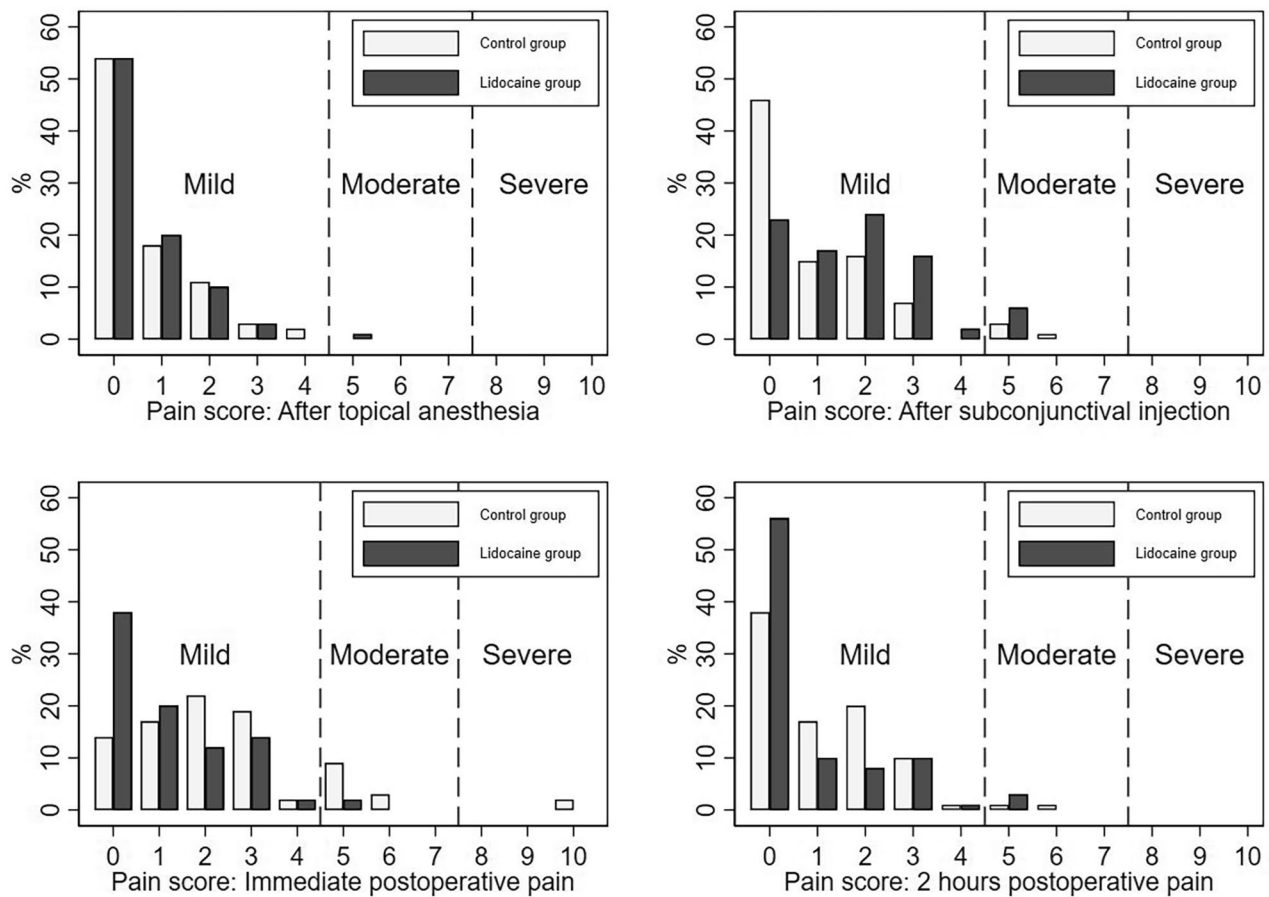 60
50
40
30
20
10
0
%
Control group
Lidocaine group
Mild
Moderate
Severe
0 1 2 3 4 5 6 7 8 9 10
Pain score: After topical anesthesia
60
50
40
30
20
10
0
%
Control group
Lidocaine group
Mild
Moderate
Severe
0 1 2 3 4 5 6 7 8 9 10
Pain score: After subconjunctival injection
60
50
40
30
20
10
0
%
Control group
Lidocaine group
Mild
Moderate
Severe
0 1 2 3 4 5 6 7 8 9 10
Pain score: Immediate postoperative pain
60
50
40
30
20
10
0
%
Control group
Lidocaine group
Mild
Moderate
Severe
0 1 2 3 4 5 6 7 8 9 10
Pain score: 2 hours postoperative pain